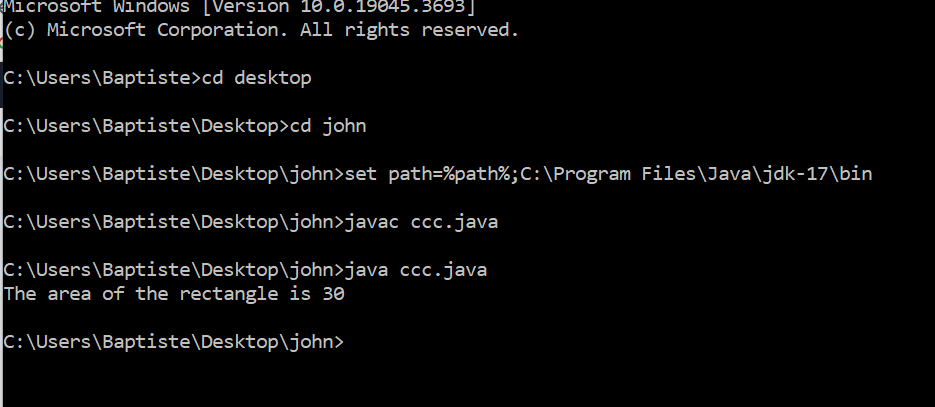 Microsoft Windows [Version 10.0.19045.3693]
(c) Microsoft Corporation. All rights reserved.
C:\Users\Baptiste>cd desktop
C:\Users\Baptiste\Desktop>cd john
C:\Users\Baptiste\Desktop\john>set path=%path%;C:\Program Files\Java\jdk-17\bin
C:\Users\Baptiste\Desktop\john>javac ccc.java
C:\Users\Baptiste\Desktop\john>java ccc.java
The area of the rectangle is 30
C:\Users\Baptiste\Desktop\john>